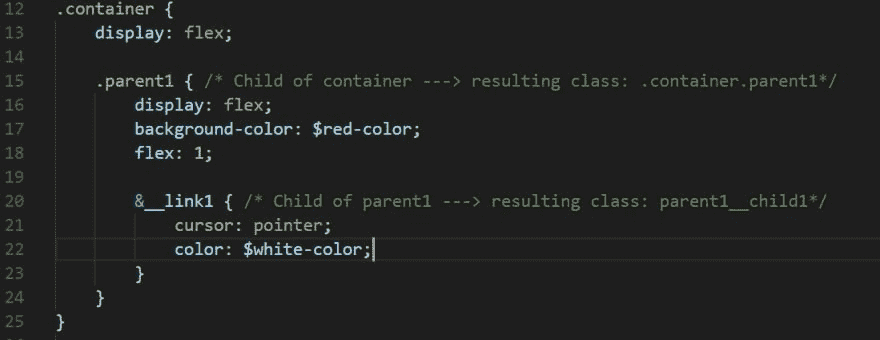 12 .container {
13     display: flex;
14
15     .parent1 { /* Child of container ---> resulting class: .container.parent1*/
16         display: flex;
17         background-color: $red-color;
18         flex: 1;
19
20         &__link1 { /* Child of parent1 ---> resulting class: parent1__child1*/
21             cursor: pointer;
22             color: $white-color;
23         }
24     }
25 }